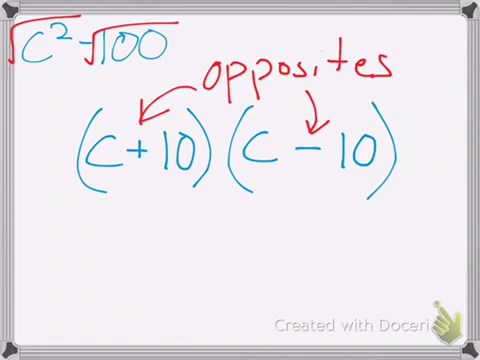 √c² - √100
opposites
(c + 10) (c - 10)
Created with Doceri